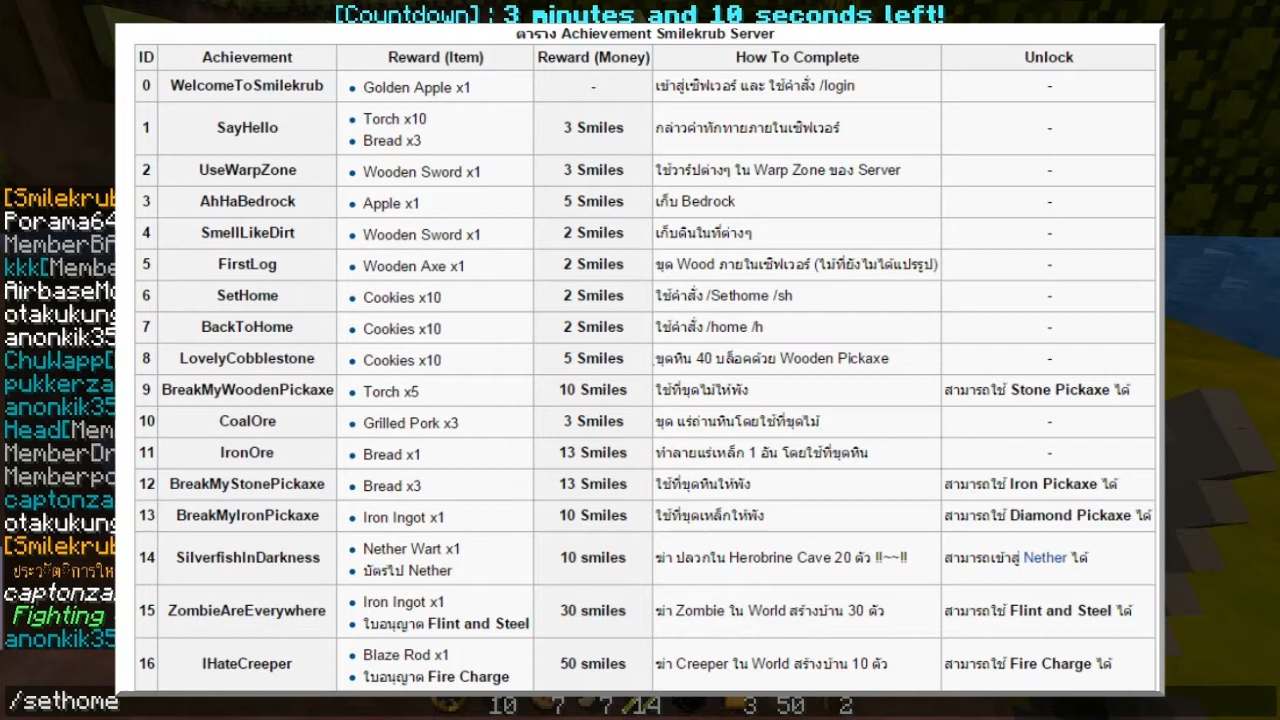 [Countdown] : 3 minutes and 10 seconds left!
ตาราง Achievement Smilekrub Server
ID Achievement Reward (Item) Reward (Money) How To Complete Unlock
0 WelcomeToSmilekrub • Golden Apple x1 - เข้าสู่เซิฟเวอร์ และ ใช้คำสั่ง /login -
1 SayHello • Torch x10 3 Smiles กล่าวคำทักทายภายในเซิฟเวอร์ -
• Bread x3
2 UseWarpZone • Wooden Sword x1 3 Smiles ใช้วาร์ปต่างๆ ใน Warp Zone ของ Server -
3 AhHaBedrock • Apple x1 5 Smiles เก็บ Bedrock -
4 SmellLikeDirt • Wooden Sword x1 2 Smiles เก็บดินในที่ต่างๆ -
5 FirstLog • Wooden Axe x1 2 Smiles ขุด Wood ภายในเซิฟเวอร์ (ไม้ที่ยังไม่ได้แปรรูป) -
6 SetHome • Cookies x10 2 Smiles ใช้คำสั่ง /Sethome /sh -
7 BackToHome • Cookies x10 2 Smiles ใช้คำสั่ง /home /h -
8 LovelyCobblestone • Cookies x10 5 Smiles ขุดหิน 40 บล็อคด้วย Wooden Pickaxe -
9 BreakMyWoodenPickaxe • Torch x5 10 Smiles ใช้ที่ขุดไม้ให้พัง สามารถใช้ Stone Pickaxe ได้
10 CoalOre • Grilled Pork x3 3 Smiles ขุด แร่ถ่านหินโดยใช้ที่ขุดไม้ -
11 IronOre • Bread x1 13 Smiles ทำลายแร่เหล็ก 1 อัน โดยใช้ที่ขุดหิน -
12 BreakMyStonePickaxe • Bread x3 13 Smiles ใช้ที่ขุดหินให้พัง สามารถใช้ Iron Pickaxe ได้
13 BreakMyIronPickaxe • Iron Ingot x1 10 Smiles ใช้ที่ขุดเหล็กให้พัง สามารถใช้ Diamond Pickaxe ได้
14 SilverfishInDarkness • Nether Wart x1 10 smiles ฆ่า ปลวกใน Herobrine Cave 20 ตัว !!~~!! สามารถเข้าสู่ Nether ได้
• บัตรไป Nether
15 ZombieAreEverywhere • Iron Ingot x1 30 smiles ฆ่า Zombie ใน World สร้างบ้าน 30 ตัว สามารถใช้ Flint and Steel ได้
• ใบอนุญาต Flint and Steel
16 IHateCreeper • Blaze Rod x1 50 smiles ฆ่า Creeper ใน World สร้างบ้าน 10 ตัว สามารถใช้ Fire Charge ได้
• ใบอนุญาต Fire Charge
[Smilekrub
Porama64
kkk[Membe
otakukung
anonkik35
ChuWapp[
pukkerza
anonkik35
Head[Mem
MemberDr
Memberpo
captonza
otakukung
[Smilekrub
captonza
Fighting
anonkik35
/sethome
10 7 7/14 3 50 2